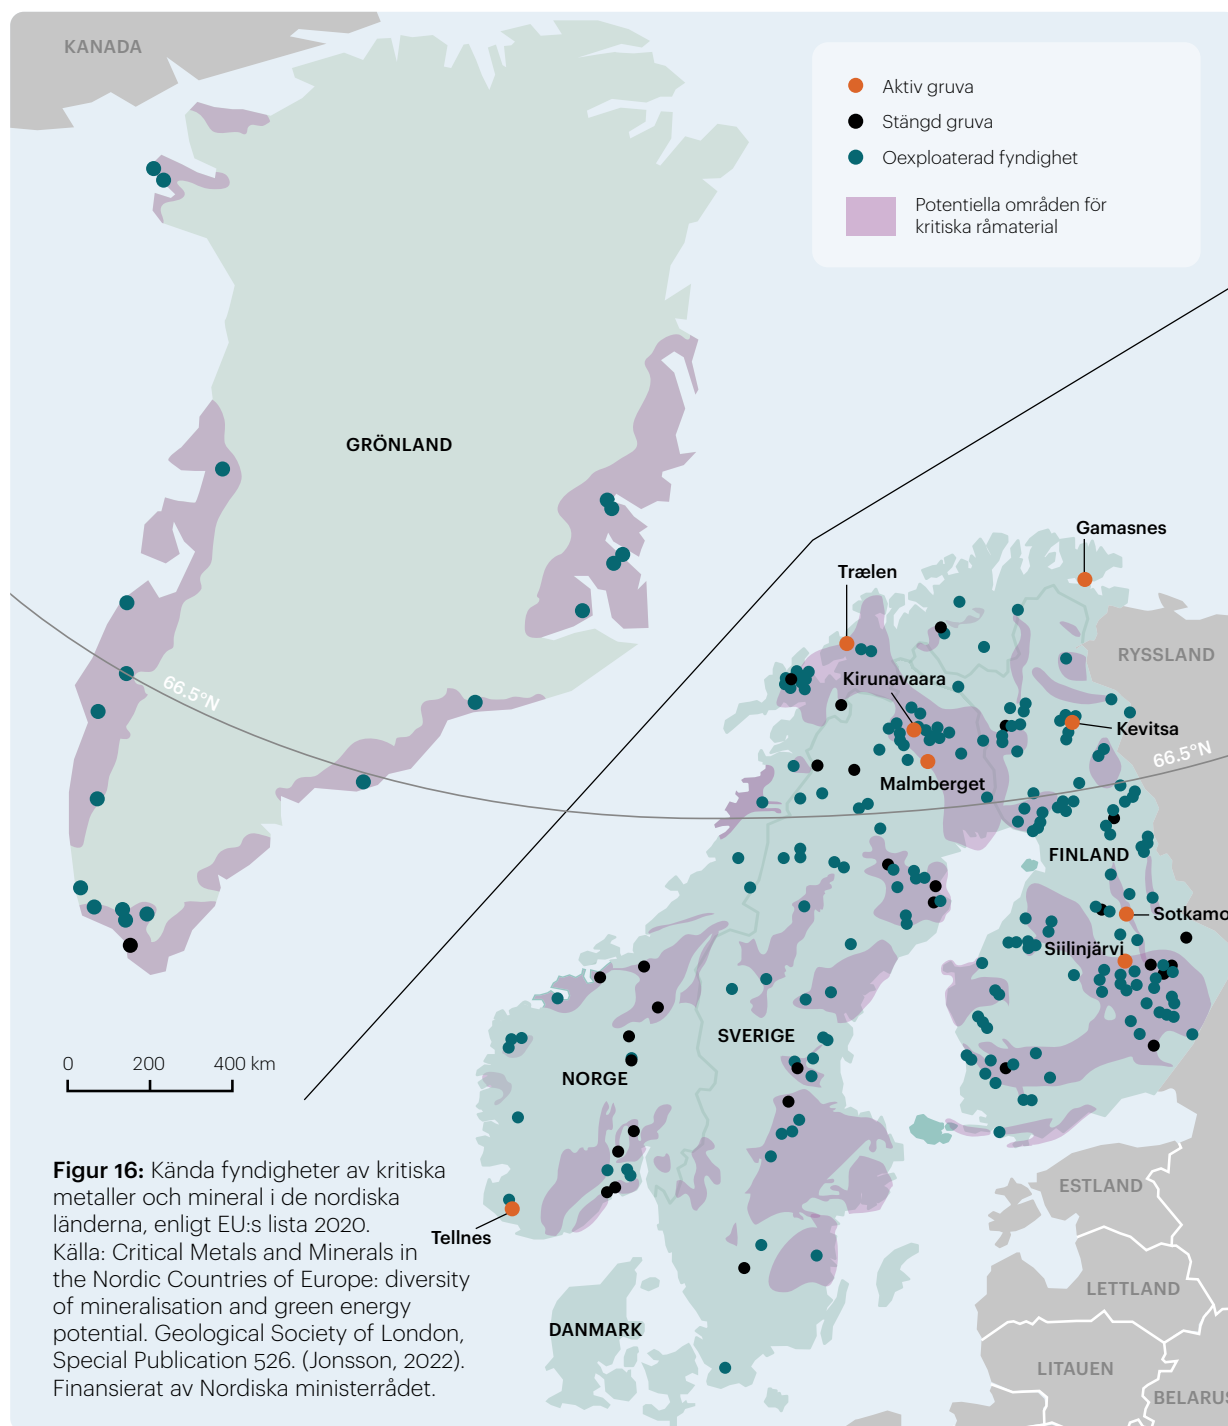 KANADA
Aktiv gruva
Stängd gruva
Oexploaterad fyndighet
Potentiella områden för
kritiska råmaterial
GRÖNLAND
Gamasnes
Trælen
RYSSLAND
Kirunavaara
66.5°N
Kevitsa
66.5°N
Malmberget
FINLAND
Sotkamo
Siilinjärvi
SVERIGE
0 200 400 km
NORGE
Figur 16: Kända fyndigheter av kritiska
metaller och mineral i de nordiska
länderna, enligt EU:s lista 2020.
Källa: Critical Metals and Minerals in
the Nordic Countries of Europe: diversity
of mineralisation and green energy
potential. Geological Society of London,
Special Publication 526. (Jonsson, 2022).
Finansierat av Nordiska ministerrådet.
ESTLAND
Tellnes
LETTLAND
DANMARK
LITAUEN
BELARUS